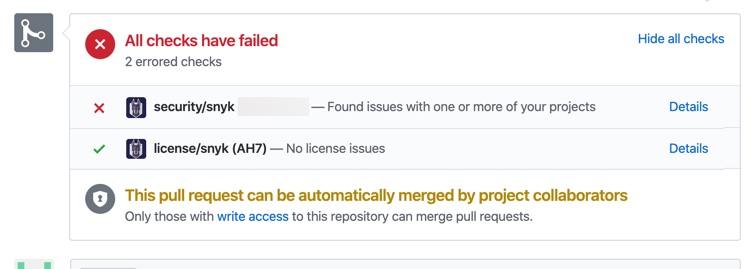 All checks have failed
Hide all checks
2 errored checks
security/snyk — Found issues with one or more of your projects
Details
license/snyk (AH7) — No license issues
Details
This pull request can be automatically merged by project collaborators
Only those with write access to this repository can merge pull requests.